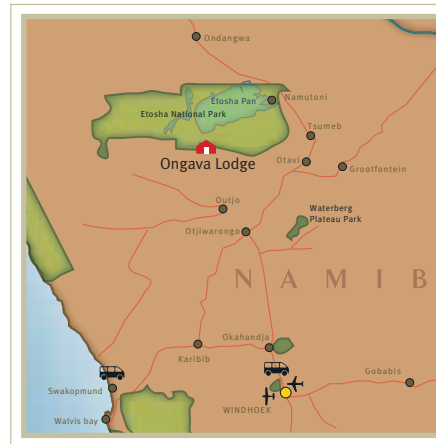 Ondangwa
Etosha Pan
Namutoni
Etosha National Park
Tsumeb
Ongava Lodge
Otavi
Grootfontein
Outjo
Waterberg
Plateau Park
Otjiwarongo
NAMIB
Okahandja
Karibib
Gobabis
Swakopmund
WINDHOEK
Walvis bay